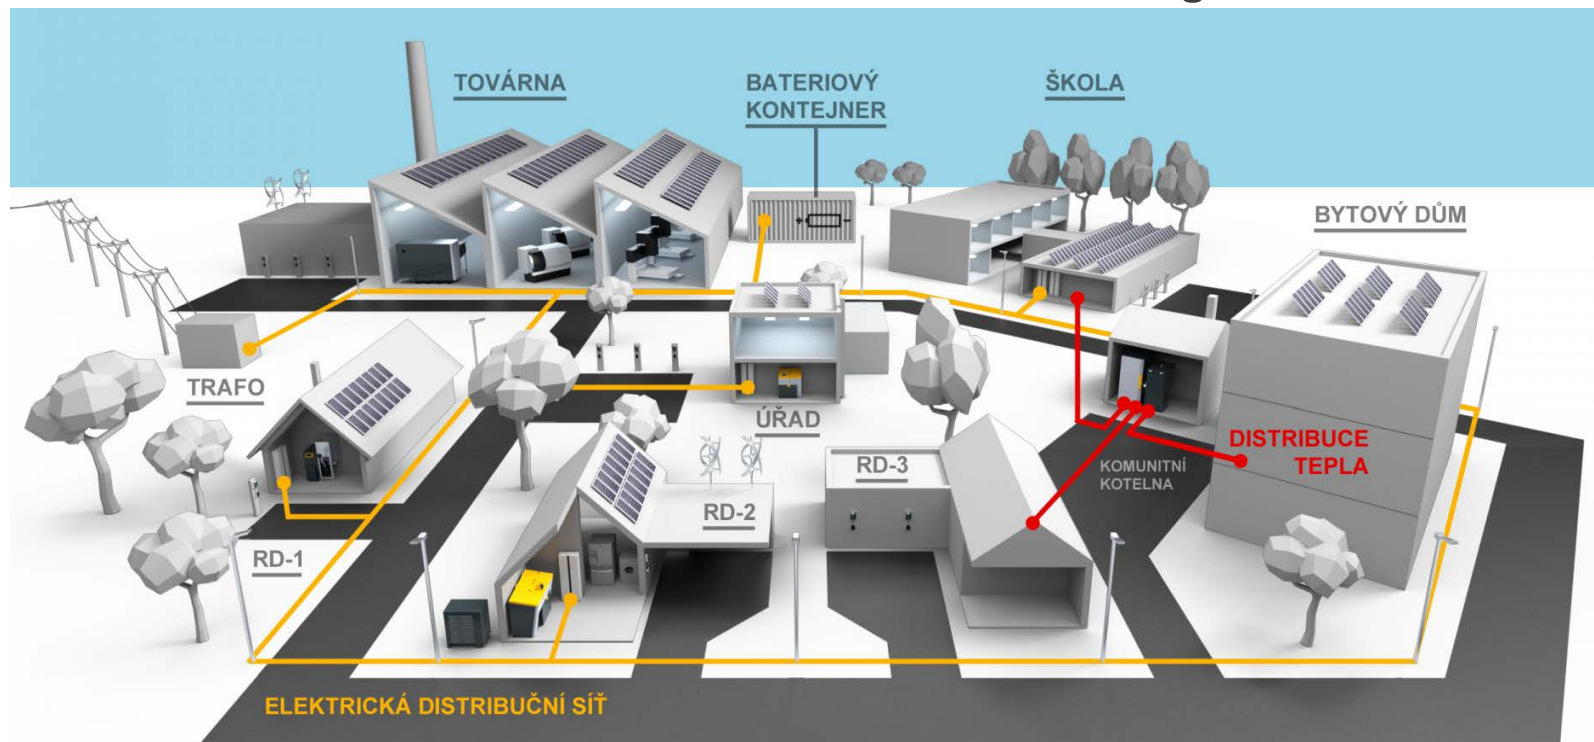 TOVÁRNA
BATERIOVÝ
KONTEJNER
ŠKOLA
BYTOVÝ DŮM
TRAFO
ÚŘAD
DISTRIBUCE
TEPLA
KOMUNITNÍ
KOTELNA
RD-3
RD-2
RD-1
ELEKTRICKÁ DISTRIBUČNÍ SÍŤ